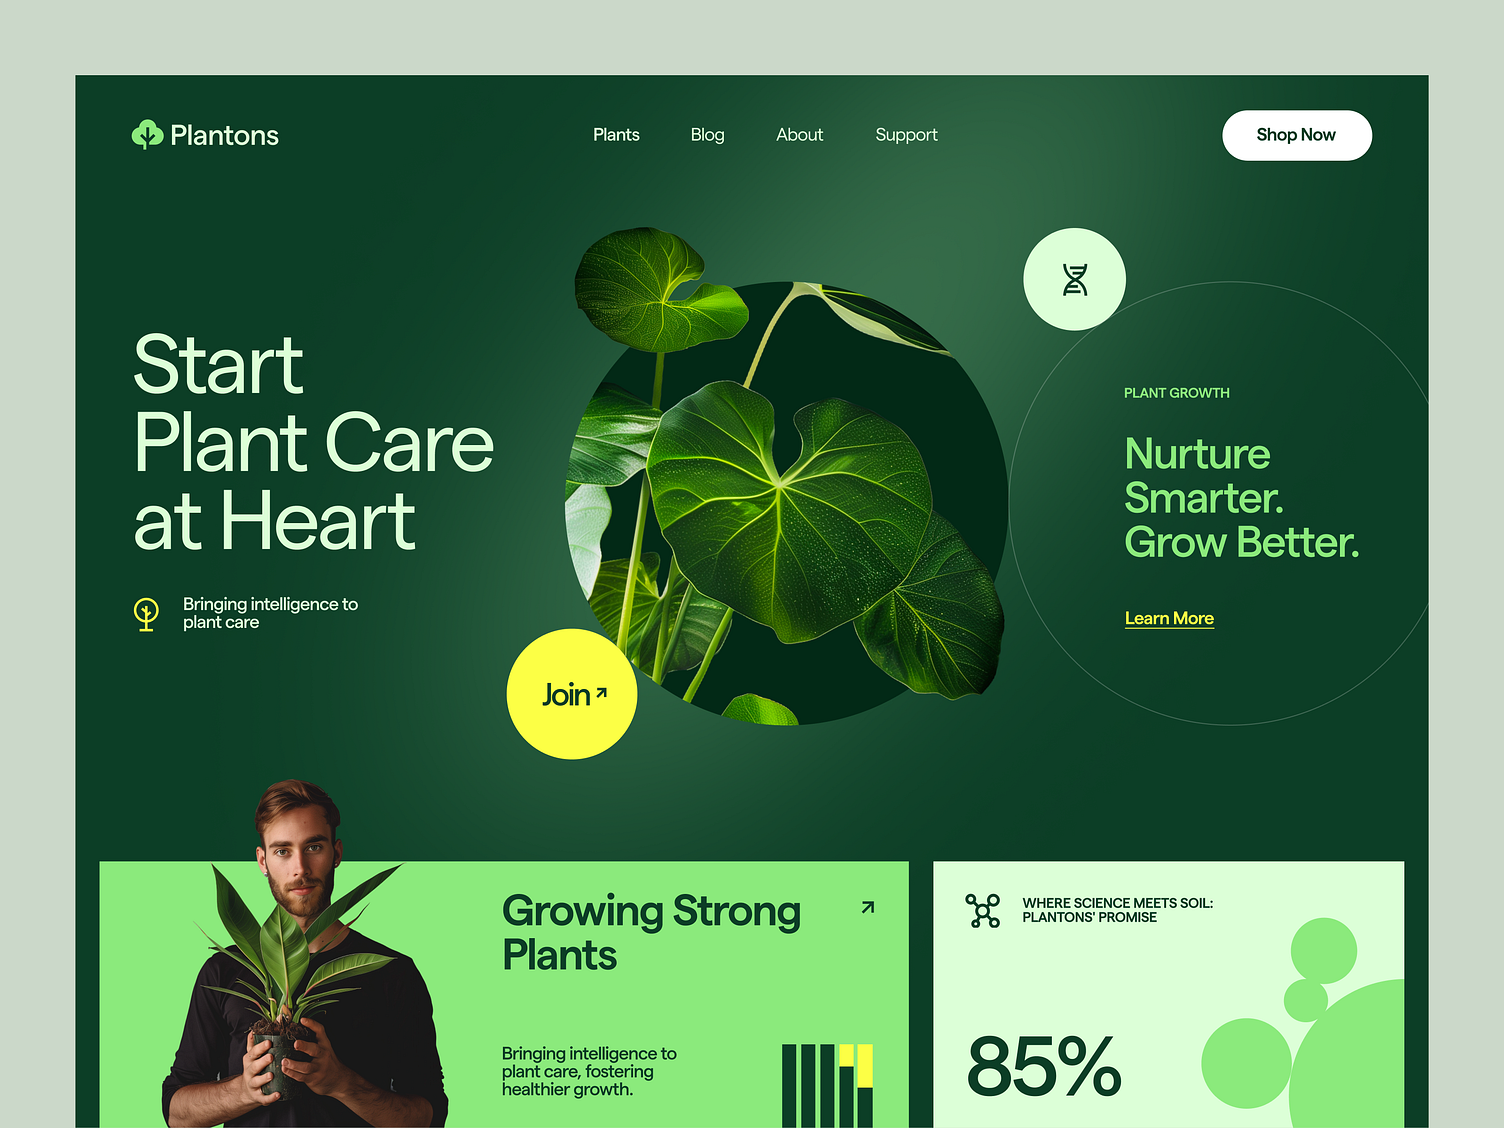 Plantons
Plants
Blog
About
Support
Shop Now
Start
Plant Care
at Heart
Bringing intelligence to
plant care
Join
PLANT GROWTH
Nurture
Smarter.
Grow Better.
Learn More
Growing Strong
Plants
Bringing intelligence to
plant care, fostering
healthier growth.
WHERE SCIENCE MEETS SOIL:
PLANTONS' PROMISE
85%